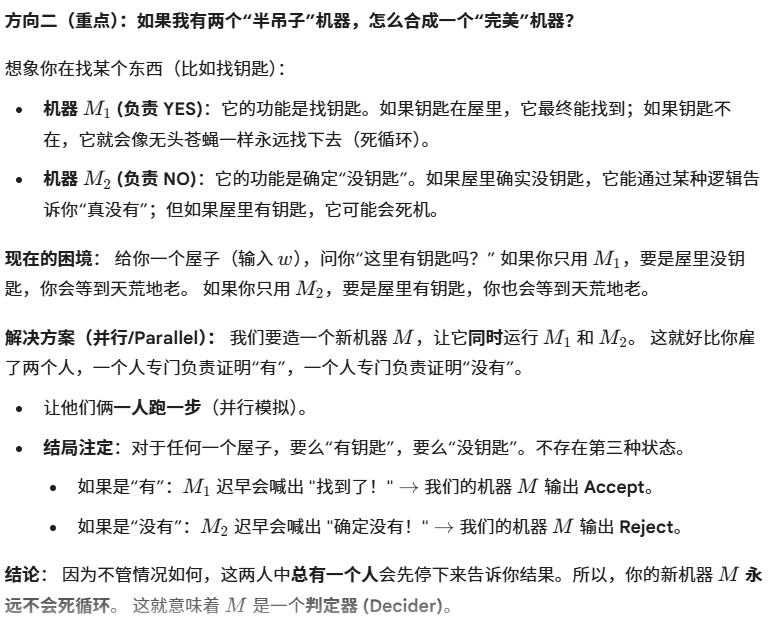 方向二（重点）：如果我有两个“半吊子”机器，怎么合成一个“完美”机器？
想象你在找某个东西（比如找钥匙）：
• 机器 M₁ (负责 YES)：它的功能是找钥匙。如果钥匙在屋里，它最终能找到；如果钥匙不
在，它就会像无头苍蝇一样永远找下去（死循环）。
• 机器 M₂ (负责 NO)：它的功能是确定“没钥匙”。如果屋里确实没钥匙，它能通过某种逻辑告
诉你“真没有”；但如果屋里有钥匙，它可能会死机。
现在的困境： 给你一个屋子（输入 w），问你“这里有钥匙吗？” 如果你只用 M₁，要是屋里没钥
匙，你会等到天荒地老。 如果你只用 M₂，要是屋里有钥匙，你也会等到天荒地老。
解决方案（并行/Parallel）： 我们要造一个新机器 M，让它同时运行 M₁ 和 M₂。 这就好比你雇
了两个人，一个人专门负责证明“有”，一个人专门负责证明“没有”。
• 让他们俩一人跑一步（并行模拟）。
• 结局注定：对于任何一个屋子，要么“有钥匙”，要么“没钥匙”。不存在第三种状态。
• 如果是“有”：M₁ 迟早会喊出 "找到了！" → 我们的机器 M 输出 Accept。
• 如果是“没有”：M₂ 迟早会喊出 "确定没有！" → 我们的机器 M 输出 Reject。
结论： 因为不管情况如何，这两人中总有一个人会先停下来告诉你结果。所以，你的新机器 M 永
远不会死循环。 这就意味着 M 是一个判定器 (Decider)。